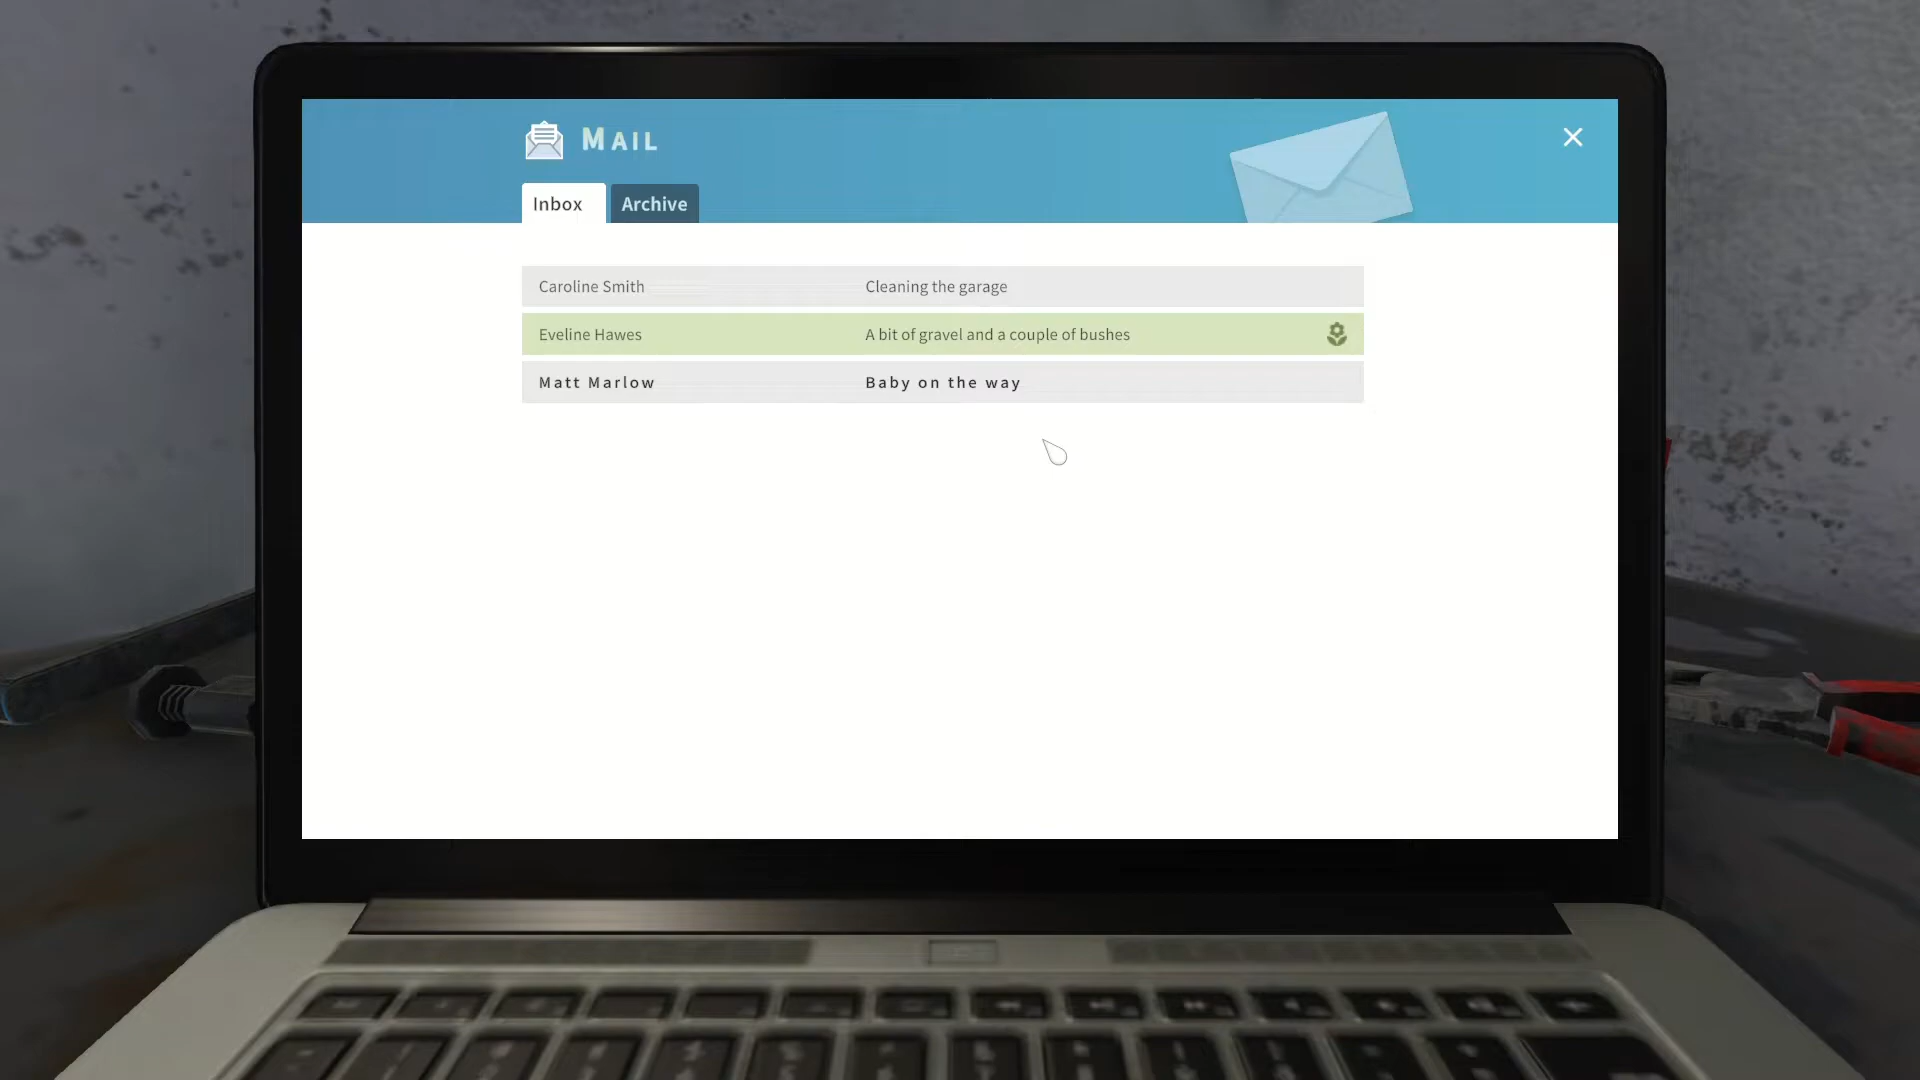 MAIL
Inbox Archive
Caroline Smith Cleaning the garage
Eveline Hawes A bit of gravel and a couple of bushes
Matt Marlow Baby on the way